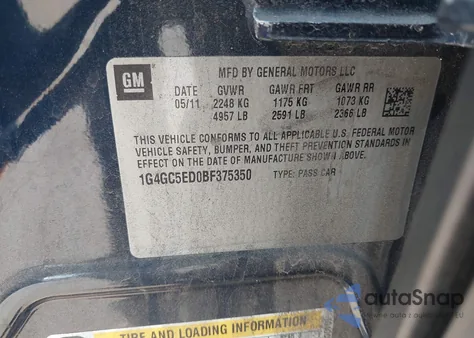 GM
MFD BY GENERAL MOTORS LLC
DATE GVWR GAWR FRT GAWR RR
05/11 2248 KG 1175 KG 1073 KG
4957 LB 2591 LB 2366 LB
THIS VEHICLE CONFORMS TO ALL APPLICABLE U.S. FEDERAL MOTOR
VEHICLE SAFETY, BUMPER, AND THEFT PREVENTION STANDARDS IN
EFFECT ON THE DATE OF MANUFACTURE SHOWN ABOVE.
1G4GC5ED0BF375350 TYPE: PASS CAR
TIRE AND LOADING INFORMATION
autoSnap